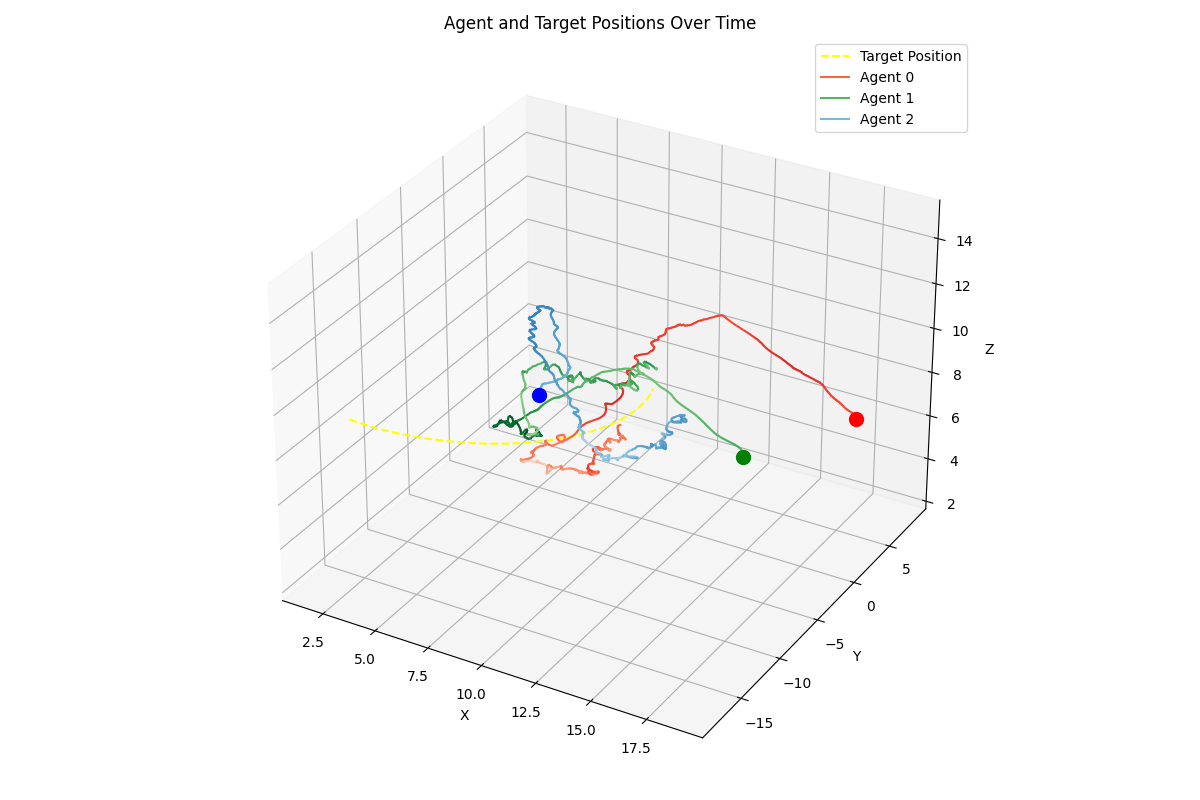 Agent and Target Positions Over Time
Target Position
Agent 0
Agent 1
Agent 2
14
12
10
8
6
4
2
Z
5
0
−5
−10
−15
Y
2.5
5.0
7.5
10.0
12.5
15.0
17.5
X